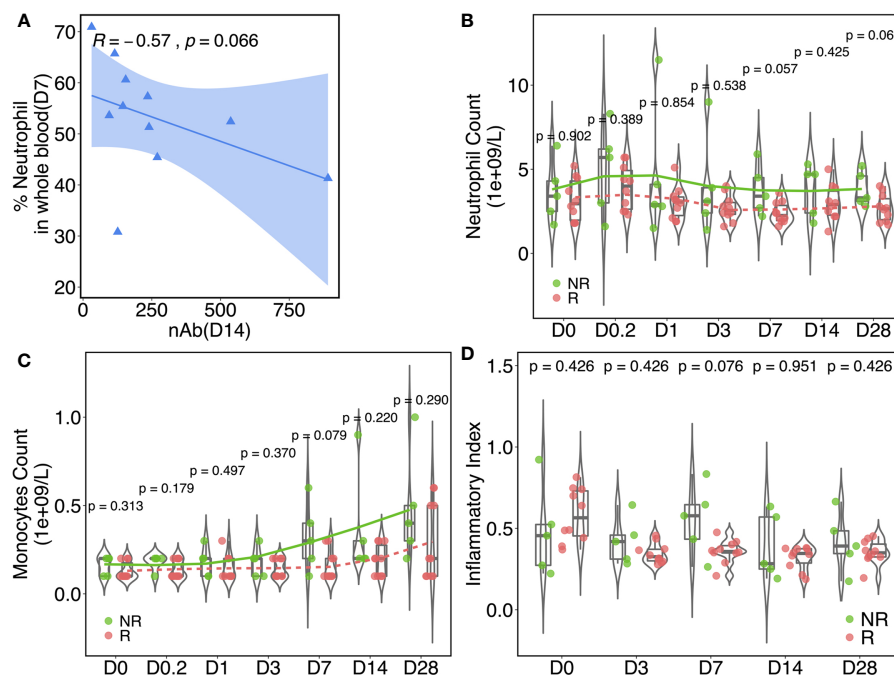 A
R = −0.57 , p = 0.066
70
60
50
40
30
20
% Neutrophil
in whole blood(D7)
0
250
500
750
nAb(D14)
B
p = 0.902
p = 0.389
p = 0.854
p = 0.538
p = 0.057
p = 0.425
p = 0.06
10
5
0
Neutrophil Count
(1e+09/L)
NR
R
D0
D0.2
D1
D3
D7
D14
D28
C
p = 0.313
p = 0.179
p = 0.497
p = 0.370
p = 0.079
p = 0.220
p = 0.290
1.0
0.5
0.0
Monocytes Count
(1e+09/L)
NR
R
D0
D0.2
D1
D3
D7
D14
D28
D
p = 0.426
p = 0.426
p = 0.076
p = 0.951
p = 0.426
1.5
1.0
0.5
0.0
Inflammatory Index
NR
R
D0
D3
D7
D14
D28